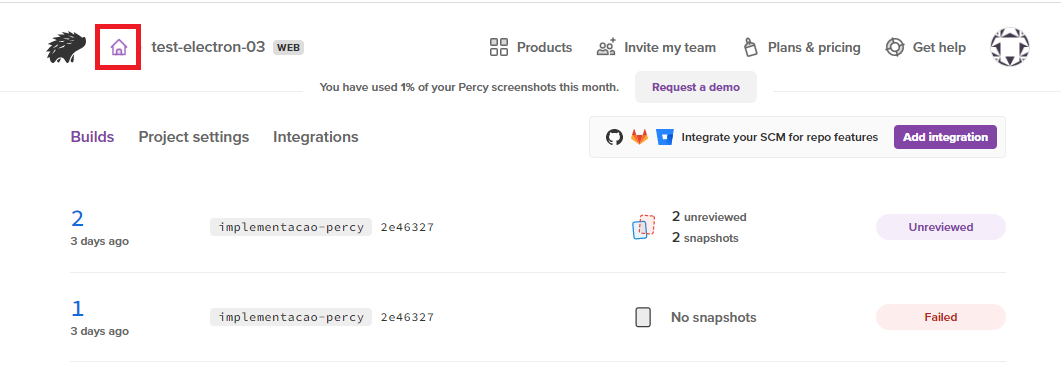 test-electron-03 WEB Products Invite my team Plans & pricing Get help
You have used 1% of your Percy screenshots this month. Request a demo
Builds Project settings Integrations Integrate your SCM for repo features Add integration
2 implementacao-percy 2e46327 2 unreviewed Unreviewed
3 days ago 2 snapshots
1 implementacao-percy 2e46327 No snapshots Failed
3 days ago